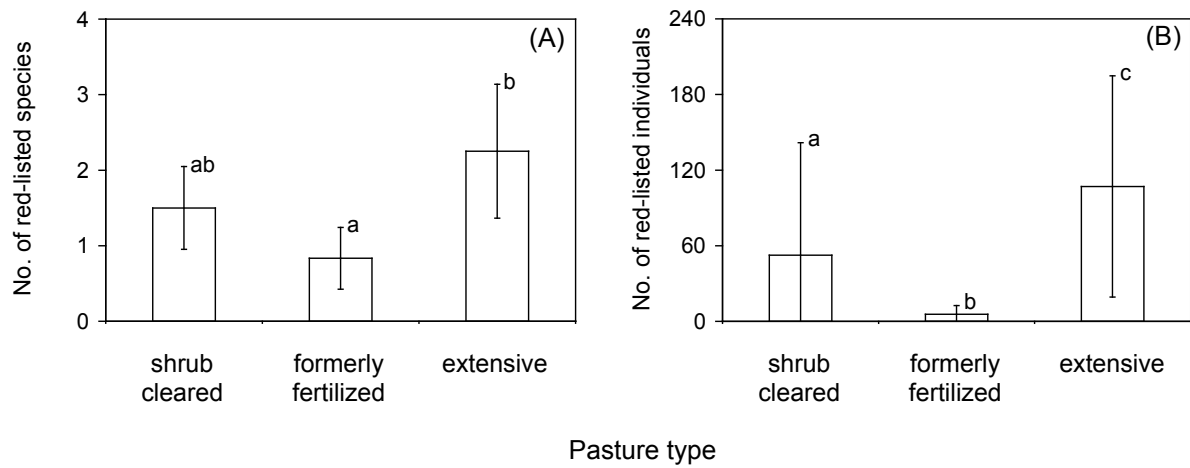 (A)
No. of red-listed species
4
3
2
1
0
ab
a
b
shrub
cleared
formerly
fertilized
extensive
(B)
No. of red-listed individuals
240
180
120
60
0
a
b
c
shrub
cleared
formerly
fertilized
extensive
Pasture type